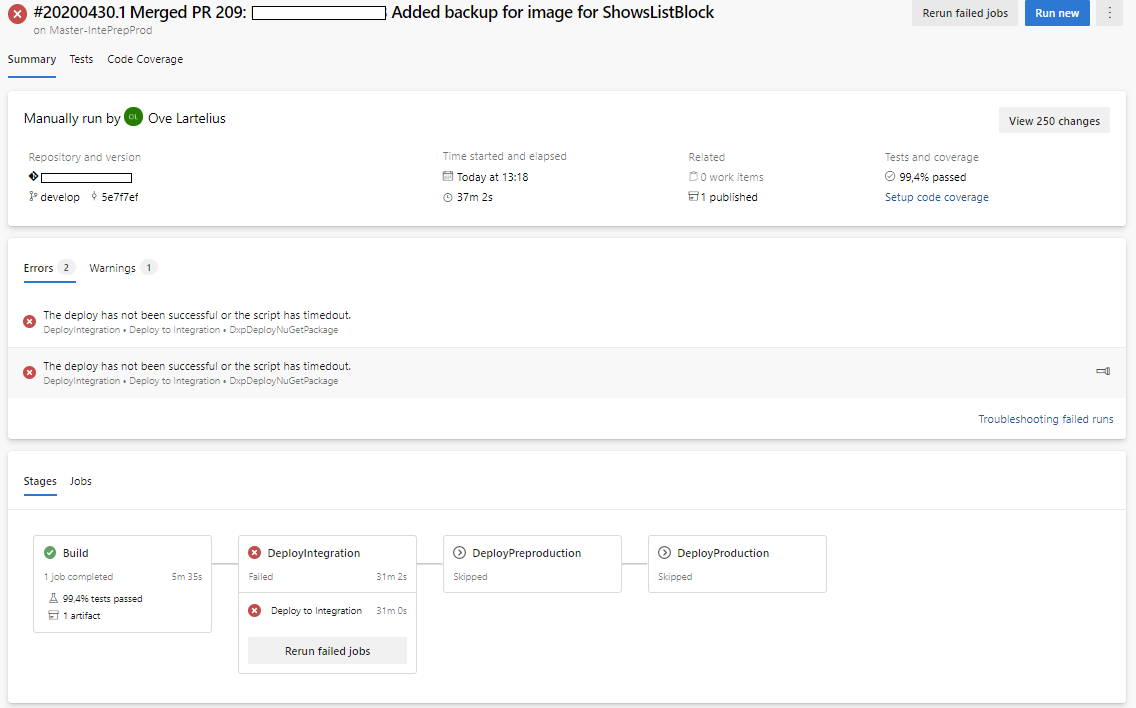 #20200430.1 Merged PR 209: Added backup for image for ShowsListBlock
Rerun failed jobs
Run new
on Master-IntePrepProd
Summary Tests Code Coverage
Manually run by OL Ove Lartelius
View 250 changes
Repository and version
Time started and elapsed
Related
Tests and coverage
Today at 13:18
0 work items
99,4% passed
develop 5e7f7ef
37m 2s
1 published
Setup code coverage
Errors 2 Warnings 1
The deploy has not been successful or the script has timedout.
DeployIntegration • Deploy to Integration • DxpDeployNuGetPackage
The deploy has not been successful or the script has timedout.
DeployIntegration • Deploy to Integration • DxpDeployNuGetPackage
Troubleshooting failed runs
Stages Jobs
Build
1 job completed 5m 35s
99,4% tests passed
1 artifact
DeployIntegration
Failed 31m 2s
Deploy to Integration 31m 0s
Rerun failed jobs
DeployPreproduction
Skipped
DeployProduction
Skipped